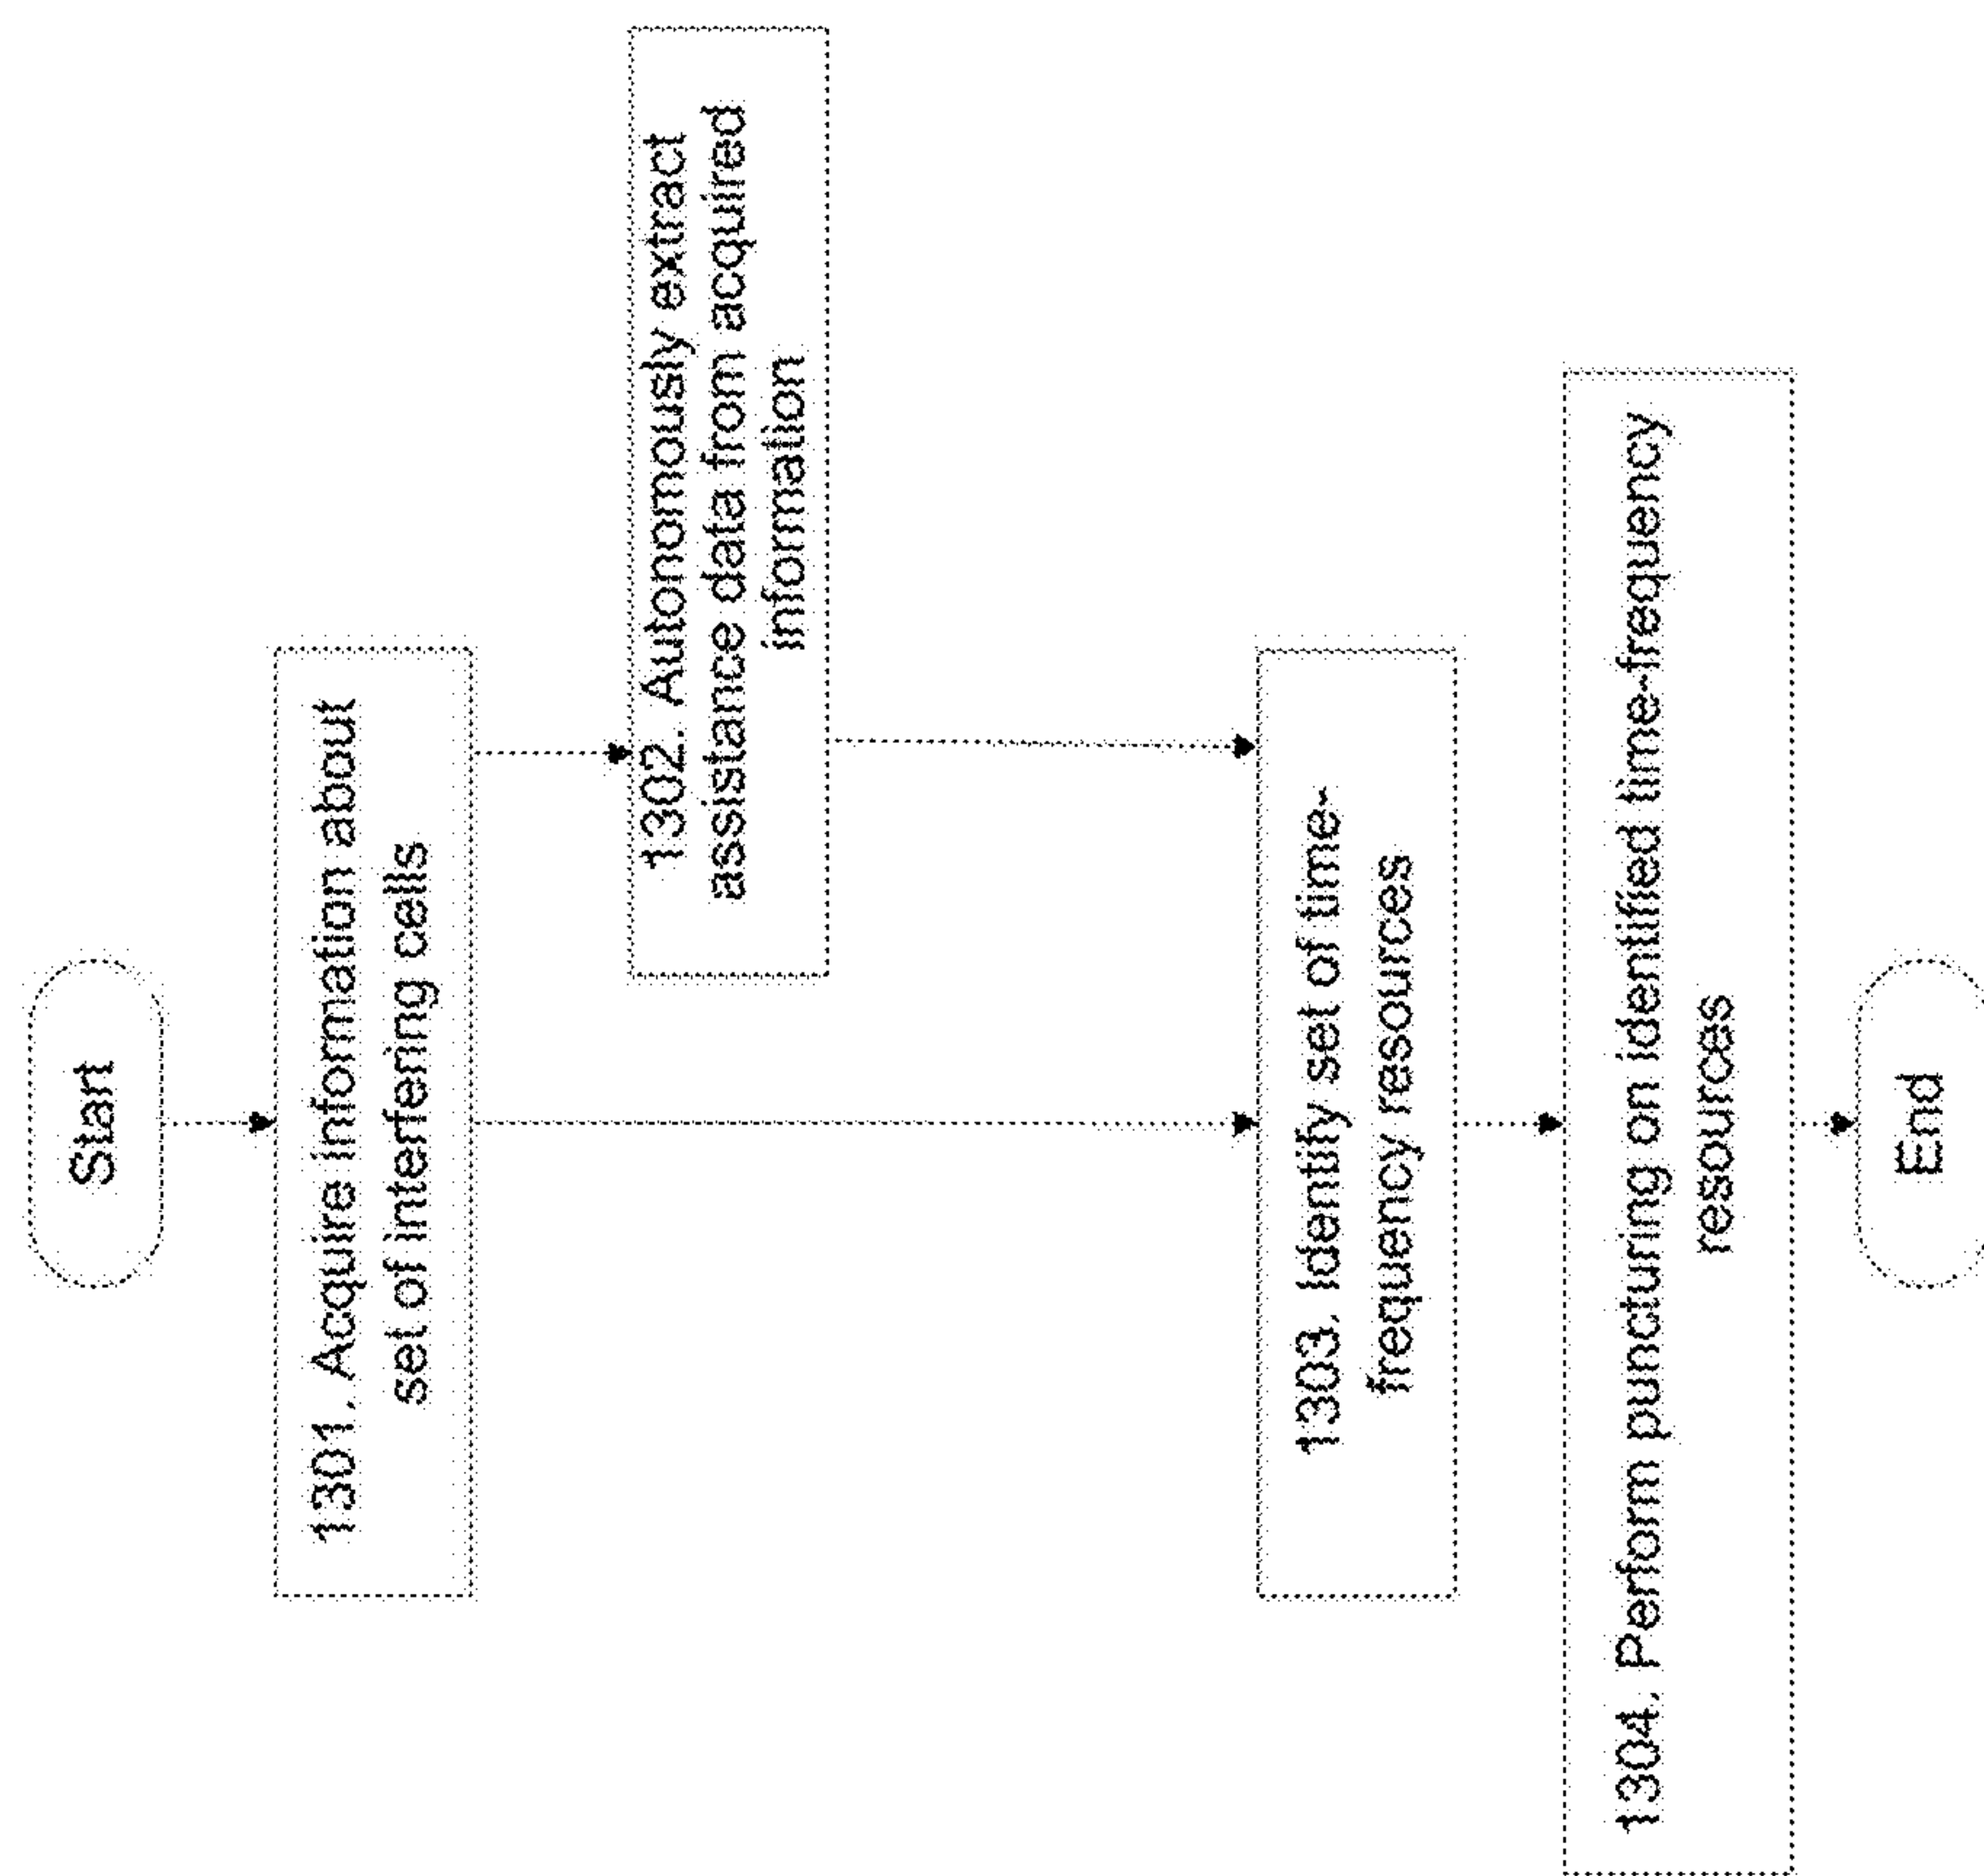 Start
1301. Acquire information about
set of interfering cells
1302. Autonomously extract
assistance data from acquired
information
1303. Identify set of time-
frequency resources
1304. Perform puncturing on identified time-frequency
resources
End